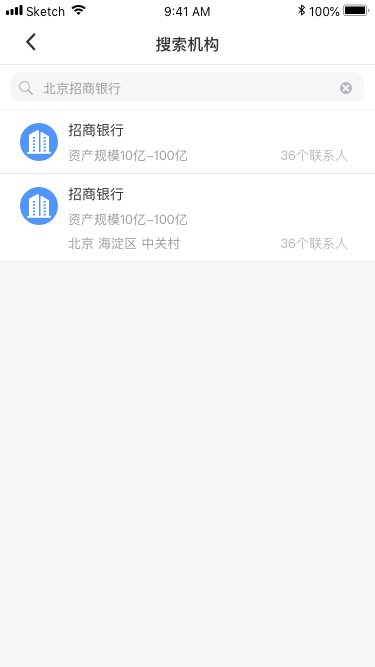 Sketch 9:41 AM 100%
搜索机构
北京招商银行
招商银行
资产规模10亿–100亿 36个联系人
招商银行
资产规模10亿–100亿
北京 海淀区 中关村 36个联系人